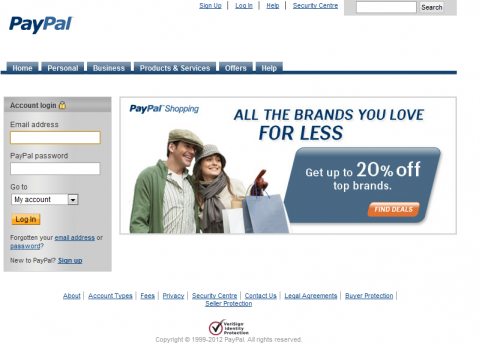 Sign Up | Log In | Help | Security Centre
Search
PayPal
Home Personal Business Products & Services Offers Help
Account login
Email address
PayPal password
Go to
My account
Log in
Forgotten your email address or
password?
New to PayPal? Sign up
PayPal Shopping
ALL THE BRANDS YOU LOVE
FOR LESS
Get up to 20% off
top brands.
FIND DEALS
About | Account Types | Fees | Privacy | Security Centre | Contact Us | Legal Agreements | Buyer Protection |
Seller Protection
VeriSign
Identity
Protection
Copyright © 1999-2012 PayPal. All rights reserved.